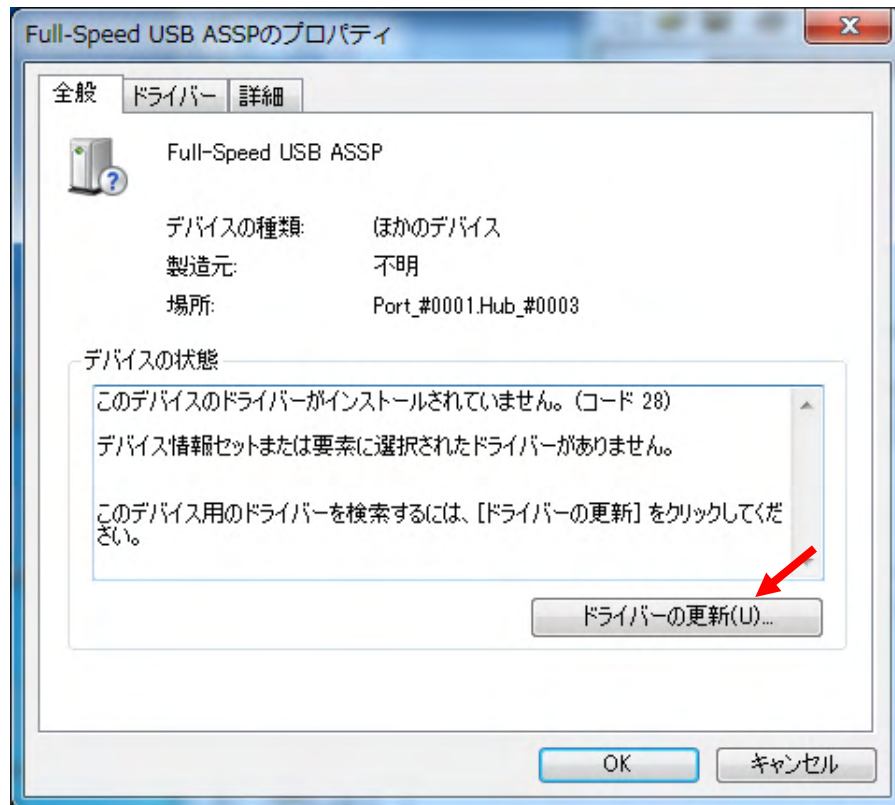 Full-Speed USB ASSPのプロパティ
全般 ドライバー 詳細
Full-Speed USB ASSP
デバイスの種類: ほかのデバイス
製造元: 不明
場所: Port_#0001.Hub_#0003
デバイスの状態
このデバイスのドライバーがインストールされていません。(コード 28)
デバイス情報セットまたは要素に選択されたドライバーがありません。
このデバイス用のドライバーを検索するには、[ドライバーの更新] をクリックしてくだ
さい。
ドライバーの更新(U)...
OK キャンセル